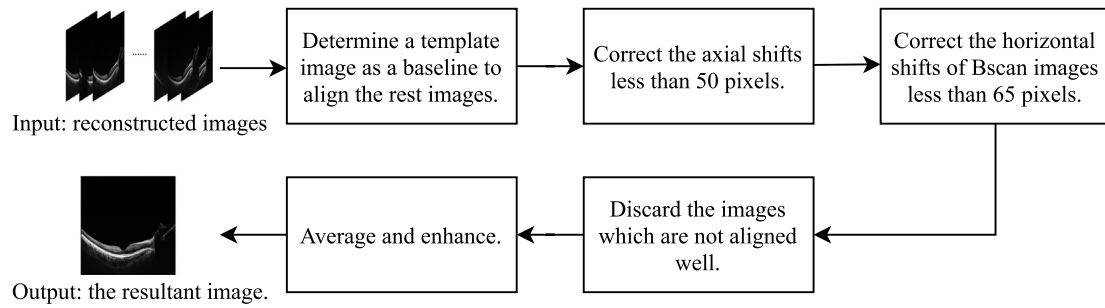 Input: reconstructed images
Determine a template
image as a baseline to
align the rest images.
Correct the axial shifts
less than 50 pixels.
Correct the horizontal
shifts of Bscan images
less than 65 pixels.
Discard the images
which are not aligned
well.
Average and enhance.
Output: the resultant image.